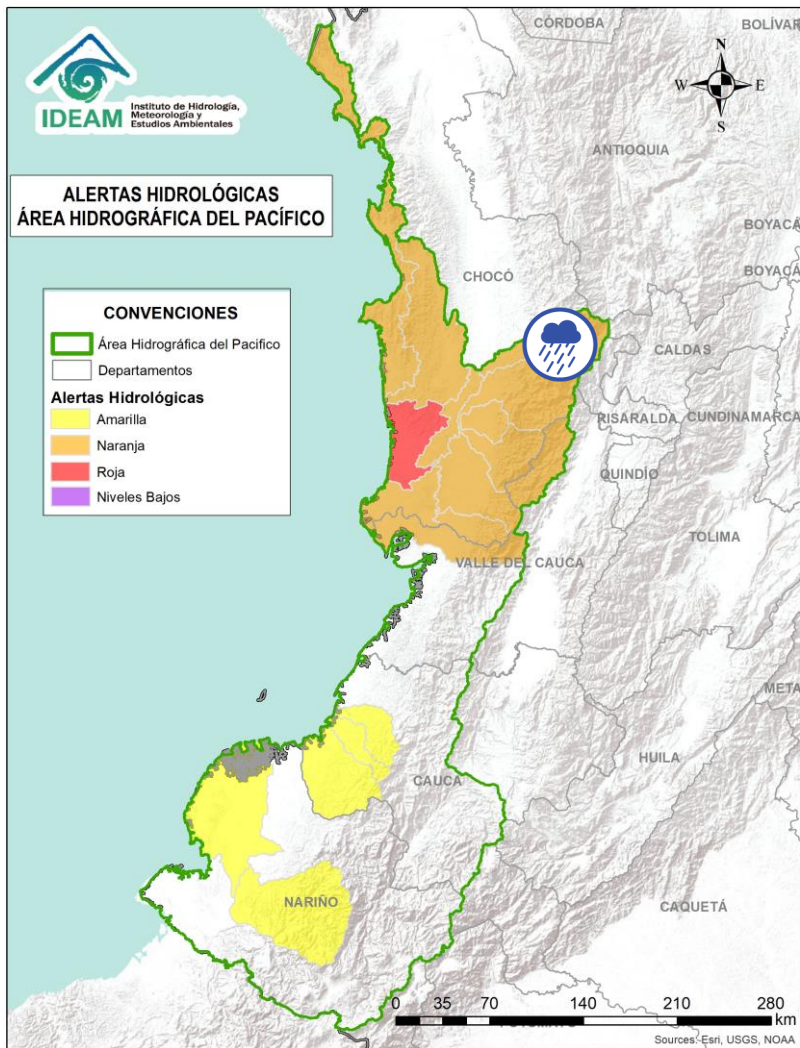 CÓRDOBA
BOLÍVAR
N
W
E
S
IDEAM
Instituto de Hidrología,
Meteorología y
Estudios Ambientales
ANTIOQUIA
ALERTAS HIDROLÓGICAS
ÁREA HIDROGRÁFICA DEL PACÍFICO
BOYACÁ
BOYACÁ
CHOCÓ
CONVENCIONES
Área Hidrográfica del Pacifico
Departamentos
Alertas Hidrológicas
Amarilla
Naranja
Roja
Niveles Bajos
CALDAS
RISARALDA
CUNDINAMARCA
QUINDÍO
TOLIMA
VALLE DEL CAUCA
META
HUILA
CAUCA
NARIÑO
CAQUETÁ
0 35 70 140 210 280
km
Sources: Esri, USGS, NOAA